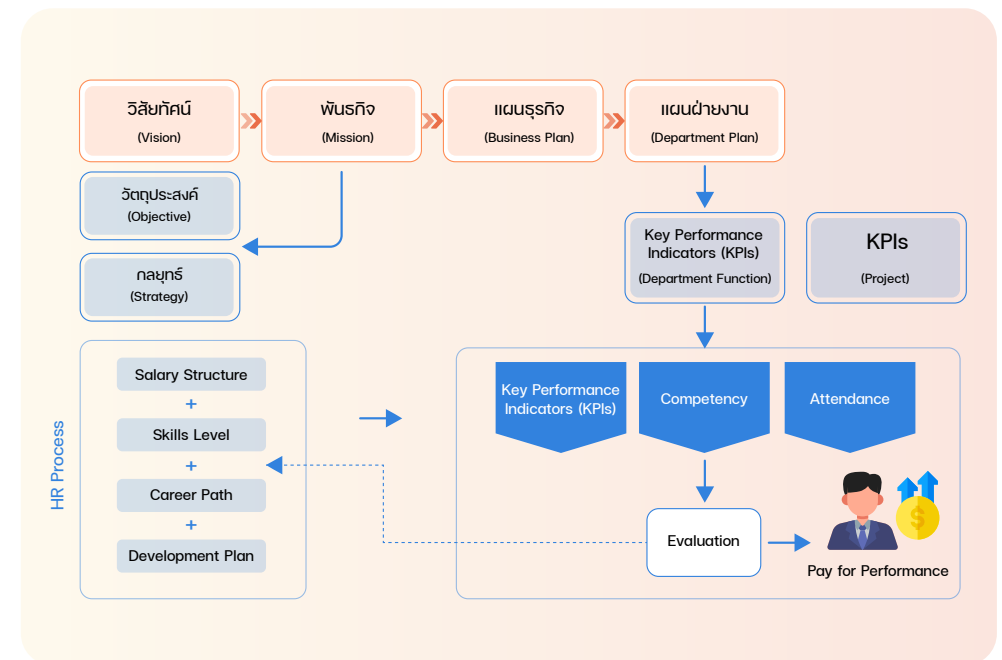 วิสัยทัศน์
(Vision)
พันธกิจ
(Mission)
แผนธุรกิจ
(Business Plan)
แผนฝ่ายงาน
(Department Plan)
วัตถุประสงค์
(Objective)
กลยุทธ์
(Strategy)
Key Performance
Indicators (KPIs)
(Department Function)
KPIs
(Project)
HR Process
Salary Structure
+
Skills Level
+
Career Path
+
Development Plan
Key Performance
Indicators (KPIs)
Competency
Attendance
Evaluation
$
Pay for Performance